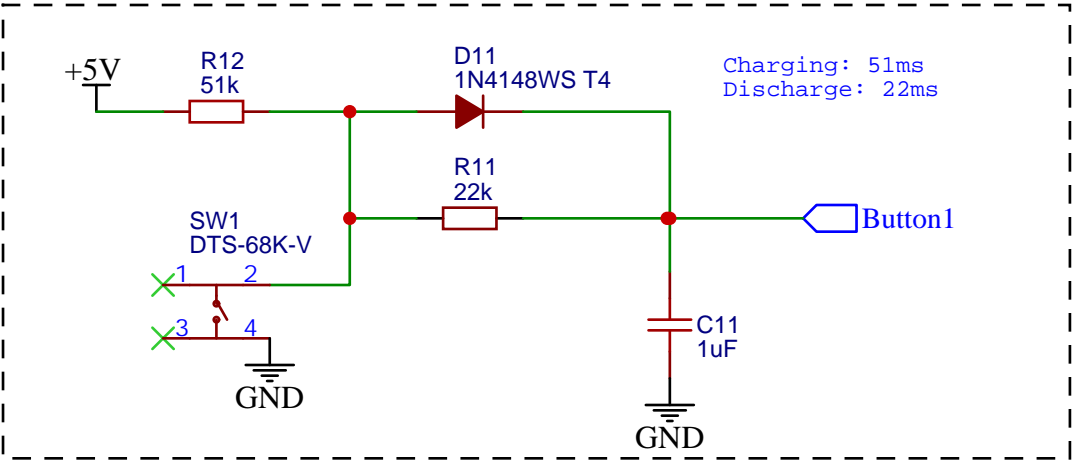 +5V
R12
51k
D11
1N4148WS T4
Charging: 51ms
Discharge: 22ms
R11
22k
SW1
DTS-68K-V
Button1
1
2
3
4
GND
C11
1uF
GND